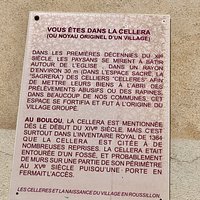 VOUS ÊTES DANS LA CELLERA
(OU NOYAU ORIGINEL D'UN VILLAGE)
DANS LES PREMIÈRES DÉCENNIES DU XIe
SIÈCLE, LES PAYSANS SE MIRENT À BÂTIR
AUTOUR DE L'ÉGLISE, DANS UN RAYON
D'ENVIRON 30 m (DANS L'ESPACE SACRÉ, LA
"SAGRERA") DES CELLIERS "CELLERES" AFIN
DE METTRE LEURS BIENS À L'ABRI DES
PRÉLÈVEMENTS ABUSIFS OU DES RAPINES.
DANS BEAUCOUP DE NOS COMMUNES, CET
ESPACE SE FORTIFIA ET FUT À L'ORIGINE DU
VILLAGE GROUPÉ.
AU BOULOU, LA CELLERA EST MENTIONNÉE
DÈS LE DÉBUT DU XIVe SIÈCLE, MAIS C'EST
SURTOUT DANS L'INVENTAIRE ROYAL DE 1364
QUE LA CELLERA EST CITÉE À DE
NOMBREUSES REPRISES. LA CELLERA ÉTAIT
ENTOURÉE D'UN FOSSÉ, ET PROBABLEMENT
DE MURS SUR UNE PARTIE DE SON PÉRIMÈTRE
AU XVe SIÈCLE PUISQU'UNE PORTE EN
FERMAIT L'ACCÈS.
LES CELLERES ET LA NAISSANCE DU VILLAGE EN ROUSSILLON